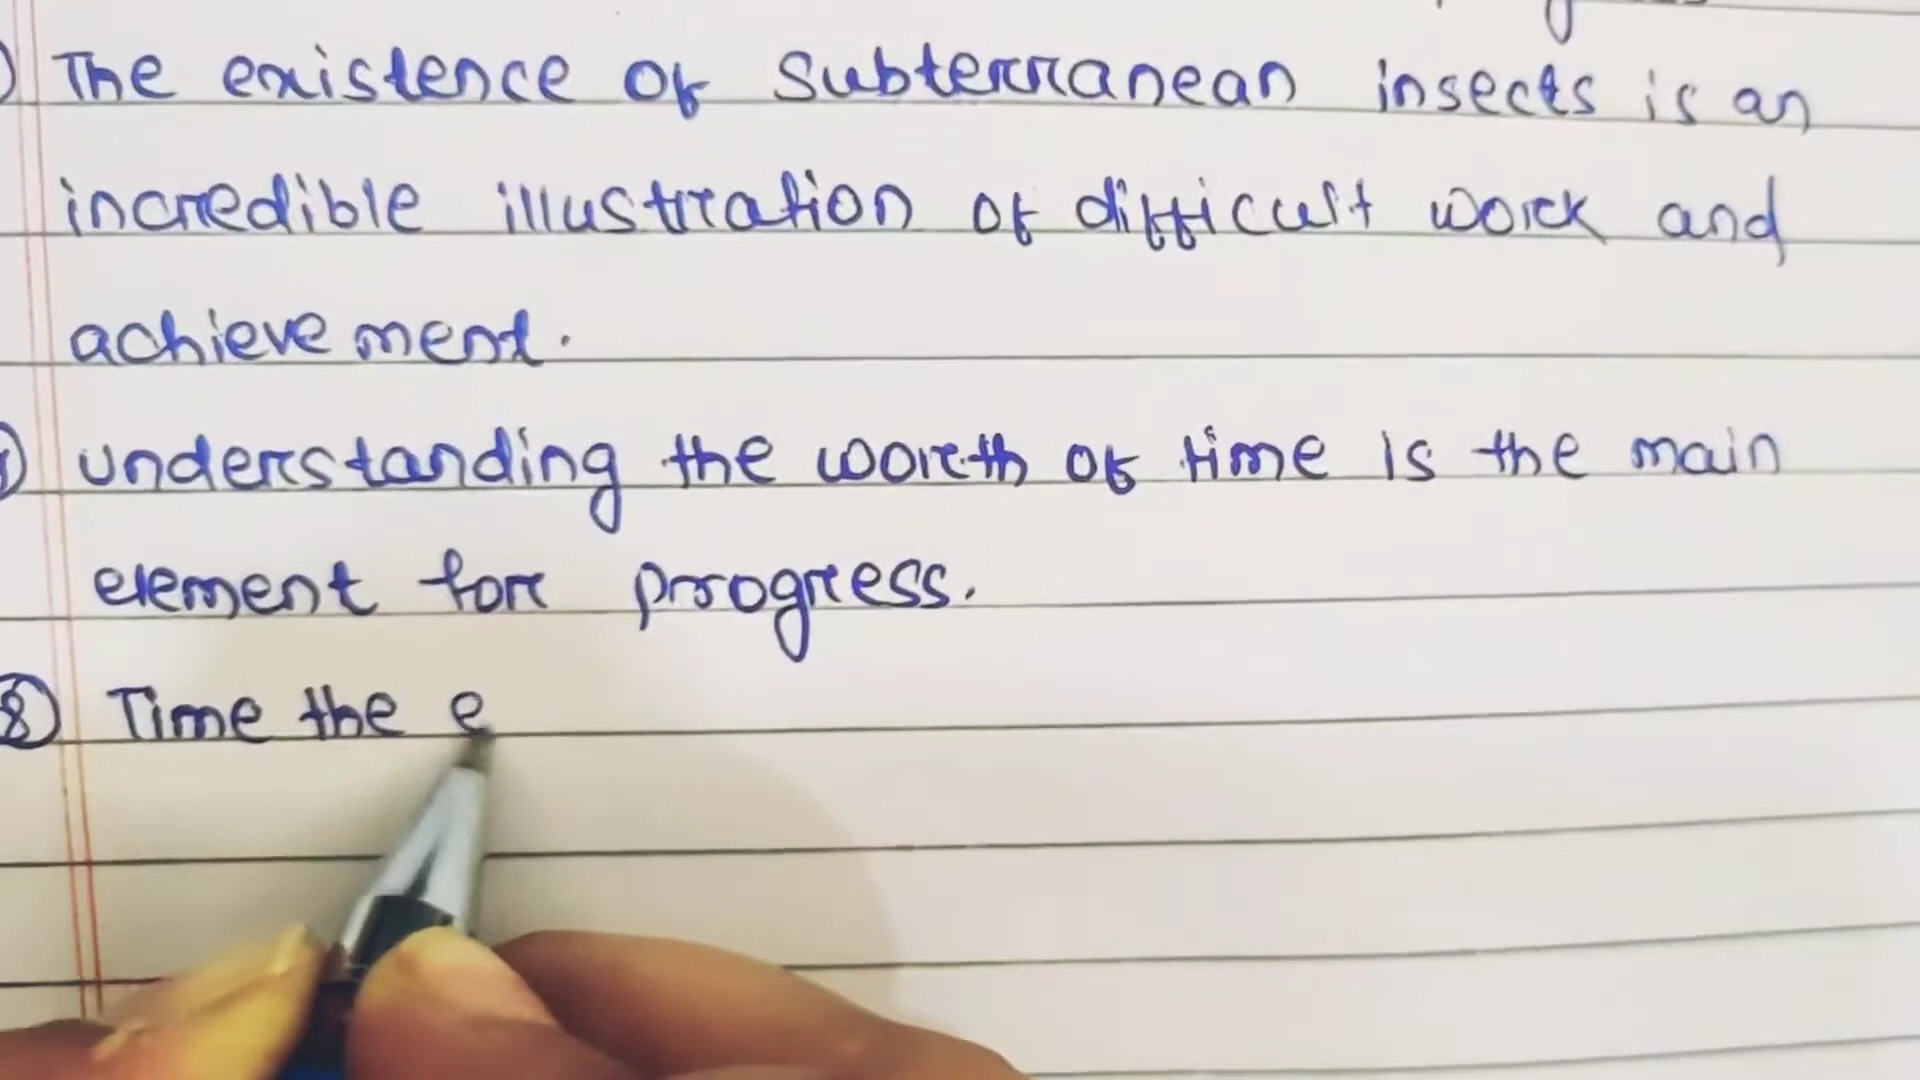 The existence of subterranean insects is an
incredible illustration of difficult work and
achievement.
understanding the worth of time is the main
element for progress.
⑧ Time the e